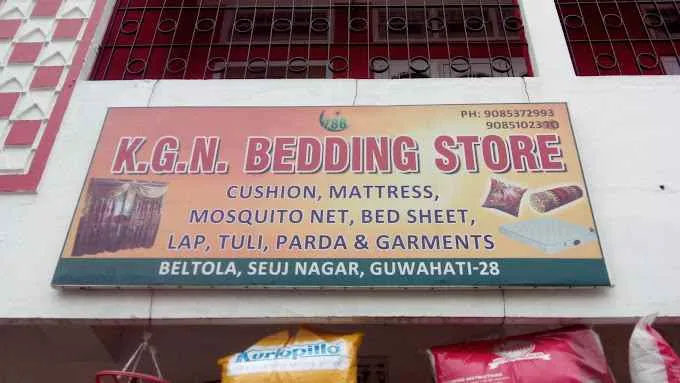 786
PH: 9085372993
K.G.N. BEDDING STORE
CUSHION, MATTRESS,
MOSQUITO NET, BED SHEET,
LAP, TULI, PARDA & GARMENTS
BELTOLA, SEUJ NAGAR, GUWAHATI-28
Kurlopillo